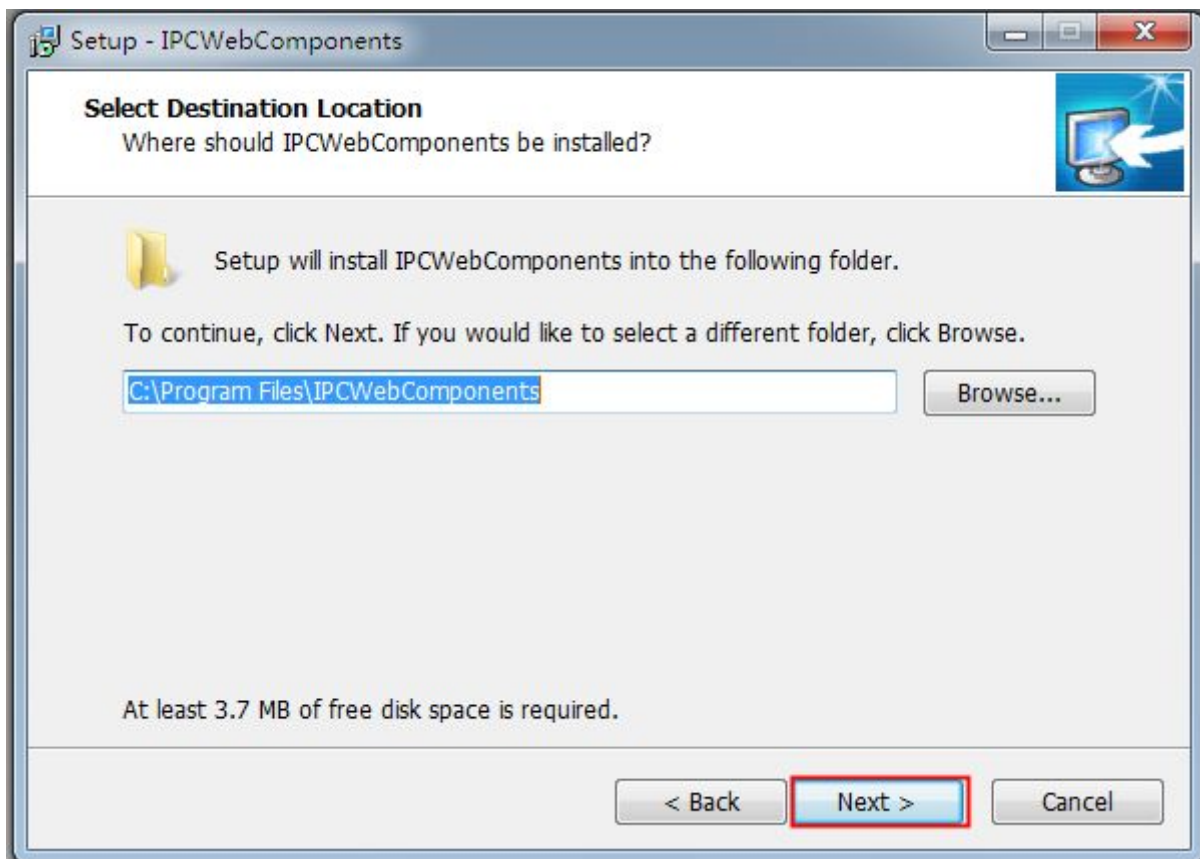 Setup - IPCWebComponents
Select Destination Location
Where should IPCWebComponents be installed?
Setup will install IPCWebComponents into the following folder.
To continue, click Next. If you would like to select a different folder, click Browse.
C:\Program Files\IPCWebComponents
Browse...
At least 3.7 MB of free disk space is required.
< Back
Next >
Cancel